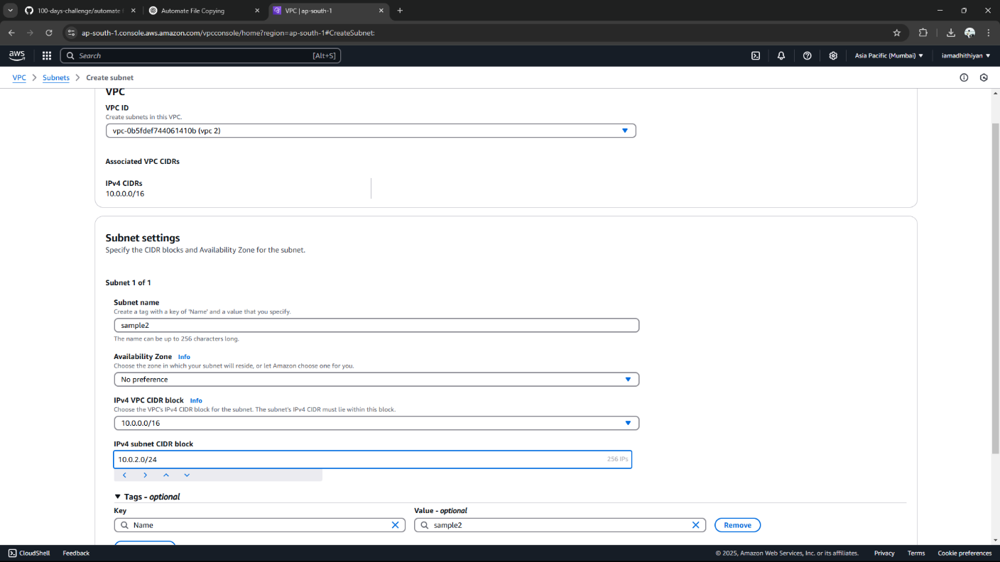 100-days-challenge/automate
Automate File Copying
VPC | ap-south-1
ap-south-1.console.aws.amazon.com/vpcconsole/home?region=ap-south-1#CreateSubnet:
aws
Search
[Alt+S]
Asia Pacific (Mumbai)
iamadhithiyan
VPC
Subnets
Create subnet
VPC
VPC ID
Create subnets in this VPC.
vpc-0b5fdef744061410b (vpc 2)
Associated VPC CIDRs
IPv4 CIDRs
10.0.0.0/16
Subnet settings
Specify the CIDR blocks and Availability Zone for the subnet.
Subnet 1 of 1
Subnet name
Create a tag with a key of 'Name' and a value that you specify.
sample2
The name can be up to 256 characters long.
Availability Zone Info
Choose the zone in which your subnet will reside, or let Amazon choose one for you.
No preference
IPv4 VPC CIDR block Info
Choose the VPC's IPv4 CIDR block for the subnet. The subnet's IPv4 CIDR must lie within this block.
10.0.0.0/16
IPv4 subnet CIDR block
10.0.2.0/24
256 IPs
Tags - optional
Key
Value - optional
Name
sample2
Remove
CloudShell
Feedback
© 2025, Amazon Web Services, Inc. or its affiliates.
Privacy
Terms
Cookie preferences